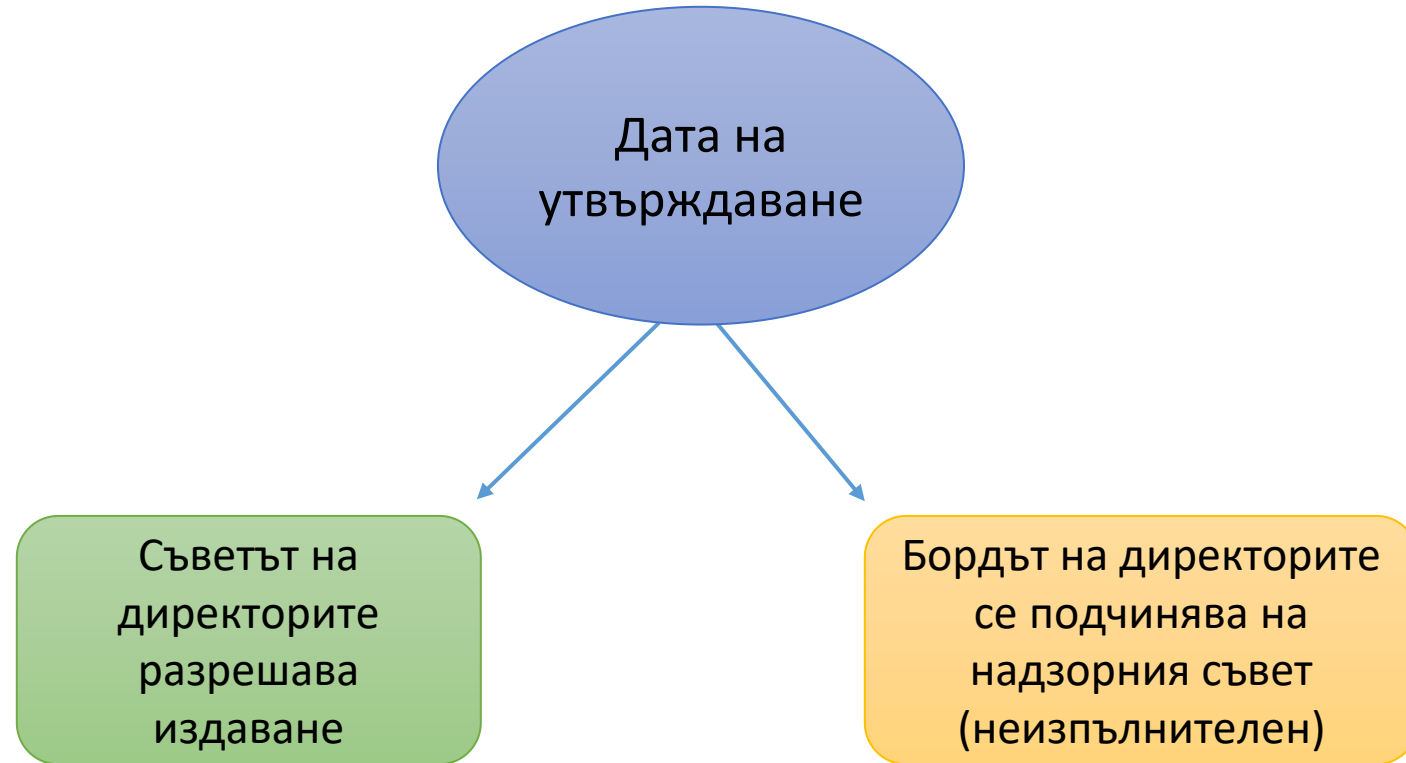 Дата на
утвърждаване
Съветът на
директорите
разрешава
издаване
Бордът на директорите
се подчинява на
надзорния съвет
(неизпълнителен)